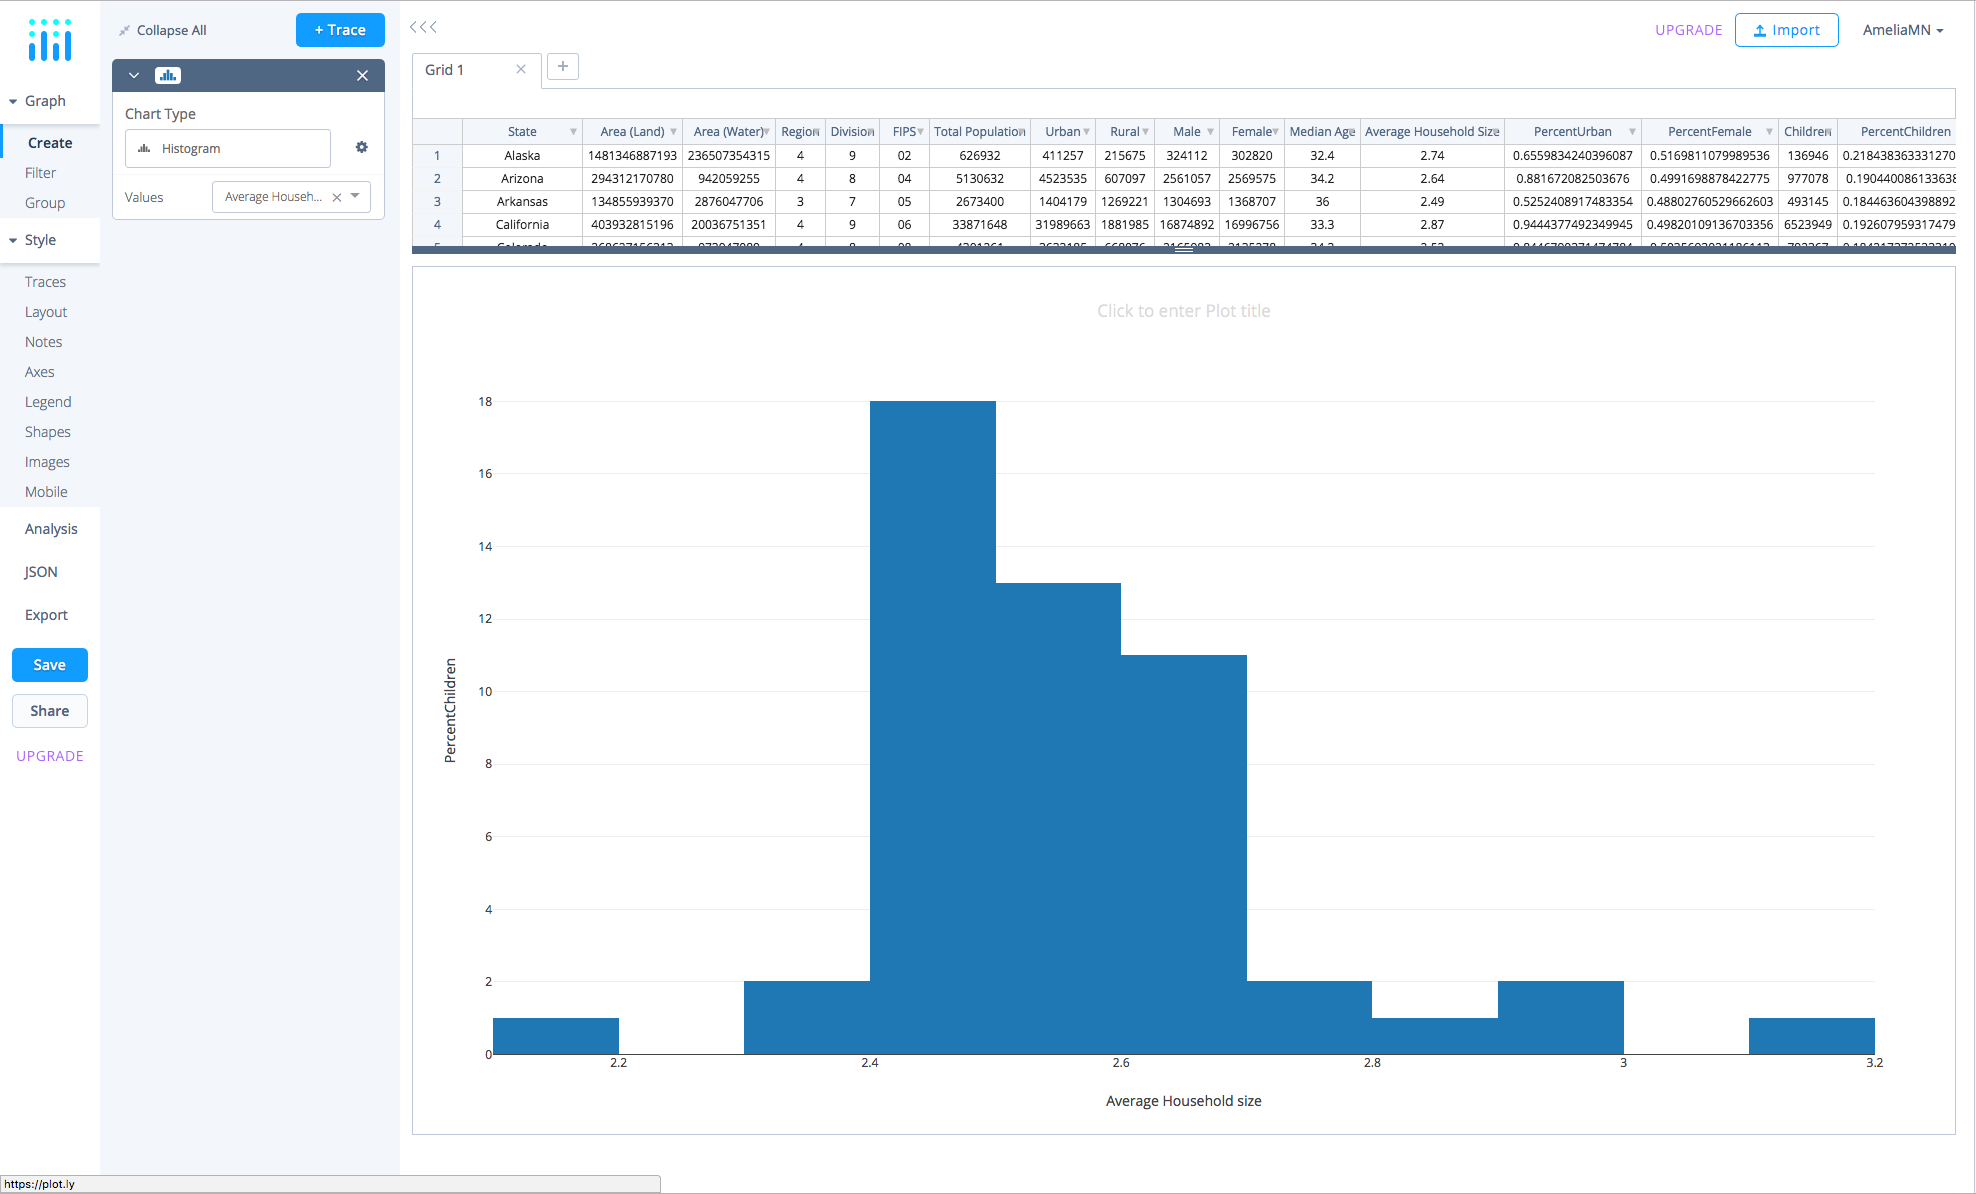 Collapse All
+ Trace
UPGRADE
Import
AmeliaMN
Graph
Create
Filter
Group
Style
Traces
Layout
Notes
Axes
Legend
Shapes
Images
Mobile
Analysis
JSON
Export
Save
Share
UPGRADE
Chart Type
Histogram
Values
Average Househ...
Grid 1
+
State Area (Land) Area (Water) Region Division FIPS Total Population Urban Rural Male Female Median Age Average Household Size PercentUrban PercentFemale Children PercentChildren
1 Alaska 1481346887193 236507354315 4 9 02 626932 411257 215675 324112 302820 32.4 2.74 0.6559834240396087 0.5169811079989536 136946 0.218438363331270
2 Arizona 294312170780 942059255 4 8 04 5130632 4523535 607097 2561057 2569575 34.2 2.64 0.881672082503676 0.4991698878422775 977078 0.190440086133638
3 Arkansas 134855939370 2876047706 3 7 05 2673400 1404179 1269221 1304693 1368707 36 2.49 0.5252408917483354 0.48802760529662603 493145 0.184463604398892
4 California 403932815196 20036751351 4 9 06 33871648 31989663 1881985 16874892 16996756 33.3 2.87 0.9444377492349945 0.49820109136703356 6523949 0.192607959317479
Click to enter Plot title
18
16
14
12
10
8
6
4
2
0
PercentChildren
2.2 2.4 2.6 2.8 3 3.2
Average Household size
https://plot.ly